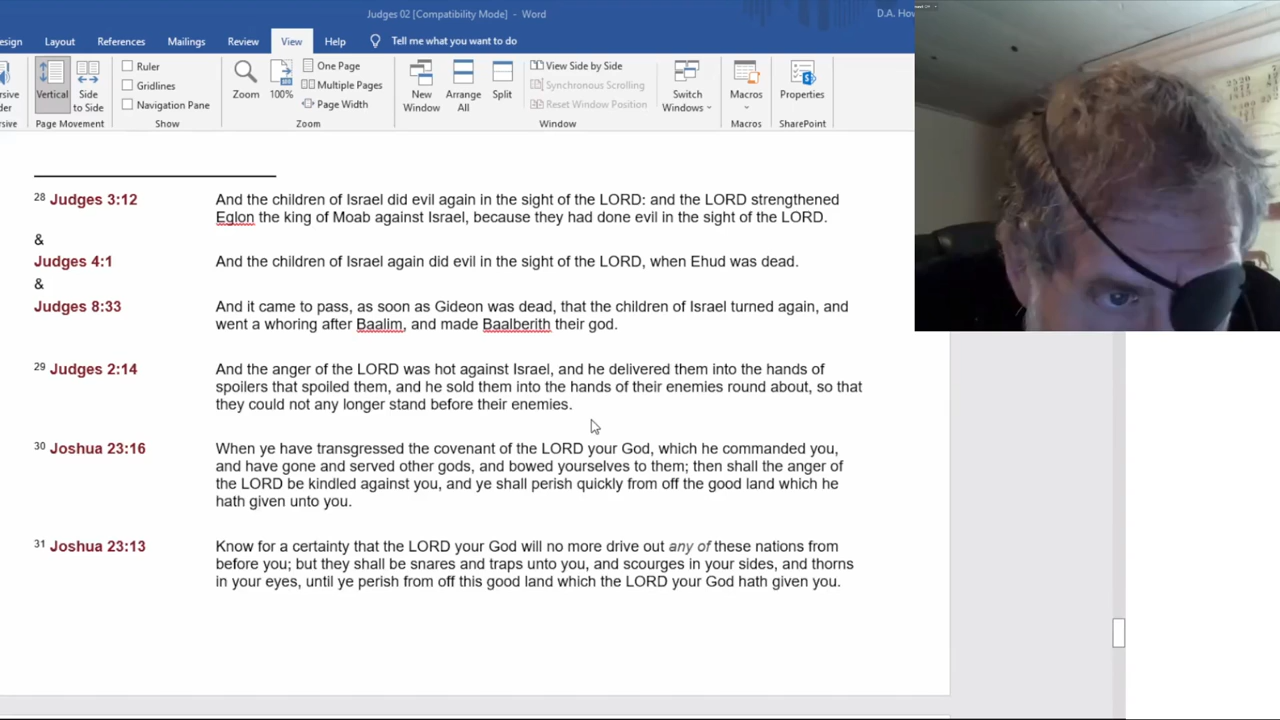 Judges 02 [Compatibility Mode] - Word
D.A. Ho
esign Layout References Mailings Review View Help Tell me what you want to do
Vertical
Side to Side
Page Movement
Ruler
Gridlines
Navigation Pane
Show
Zoom
100%
One Page
Multiple Pages
Page Width
Zoom
New Window
Arrange All
Split
View Side by Side
Synchronous Scrolling
Reset Window Position
Window
Switch Windows
Macros
Macros
Properties
SharePoint
28 Judges 3:12 And the children of Israel did evil again in the sight of the LORD: and the LORD strengthened
Eglon the king of Moab against Israel, because they had done evil in the sight of the LORD.
&
Judges 4:1 And the children of Israel again did evil in the sight of the LORD, when Ehud was dead.
&
Judges 8:33 And it came to pass, as soon as Gideon was dead, that the children of Israel turned again, and
went a whoring after Baalim, and made Baalberith their god.
29 Judges 2:14 And the anger of the LORD was hot against Israel, and he delivered them into the hands of
spoilers that spoiled them, and he sold them into the hands of their enemies round about, so that
they could not any longer stand before their enemies.
30 Joshua 23:16 When ye have transgressed the covenant of the LORD your God, which he commanded you,
and have gone and served other gods, and bowed yourselves to them; then shall the anger of
the LORD be kindled against you, and ye shall perish quickly from off the good land which he
hath given unto you.
31 Joshua 23:13 Know for a certainty that the LORD your God will no more drive out any of these nations from
before you; but they shall be snares and traps unto you, and scourges in your sides, and thorns
in your eyes, until ye perish from off this good land which the LORD your God hath given you.